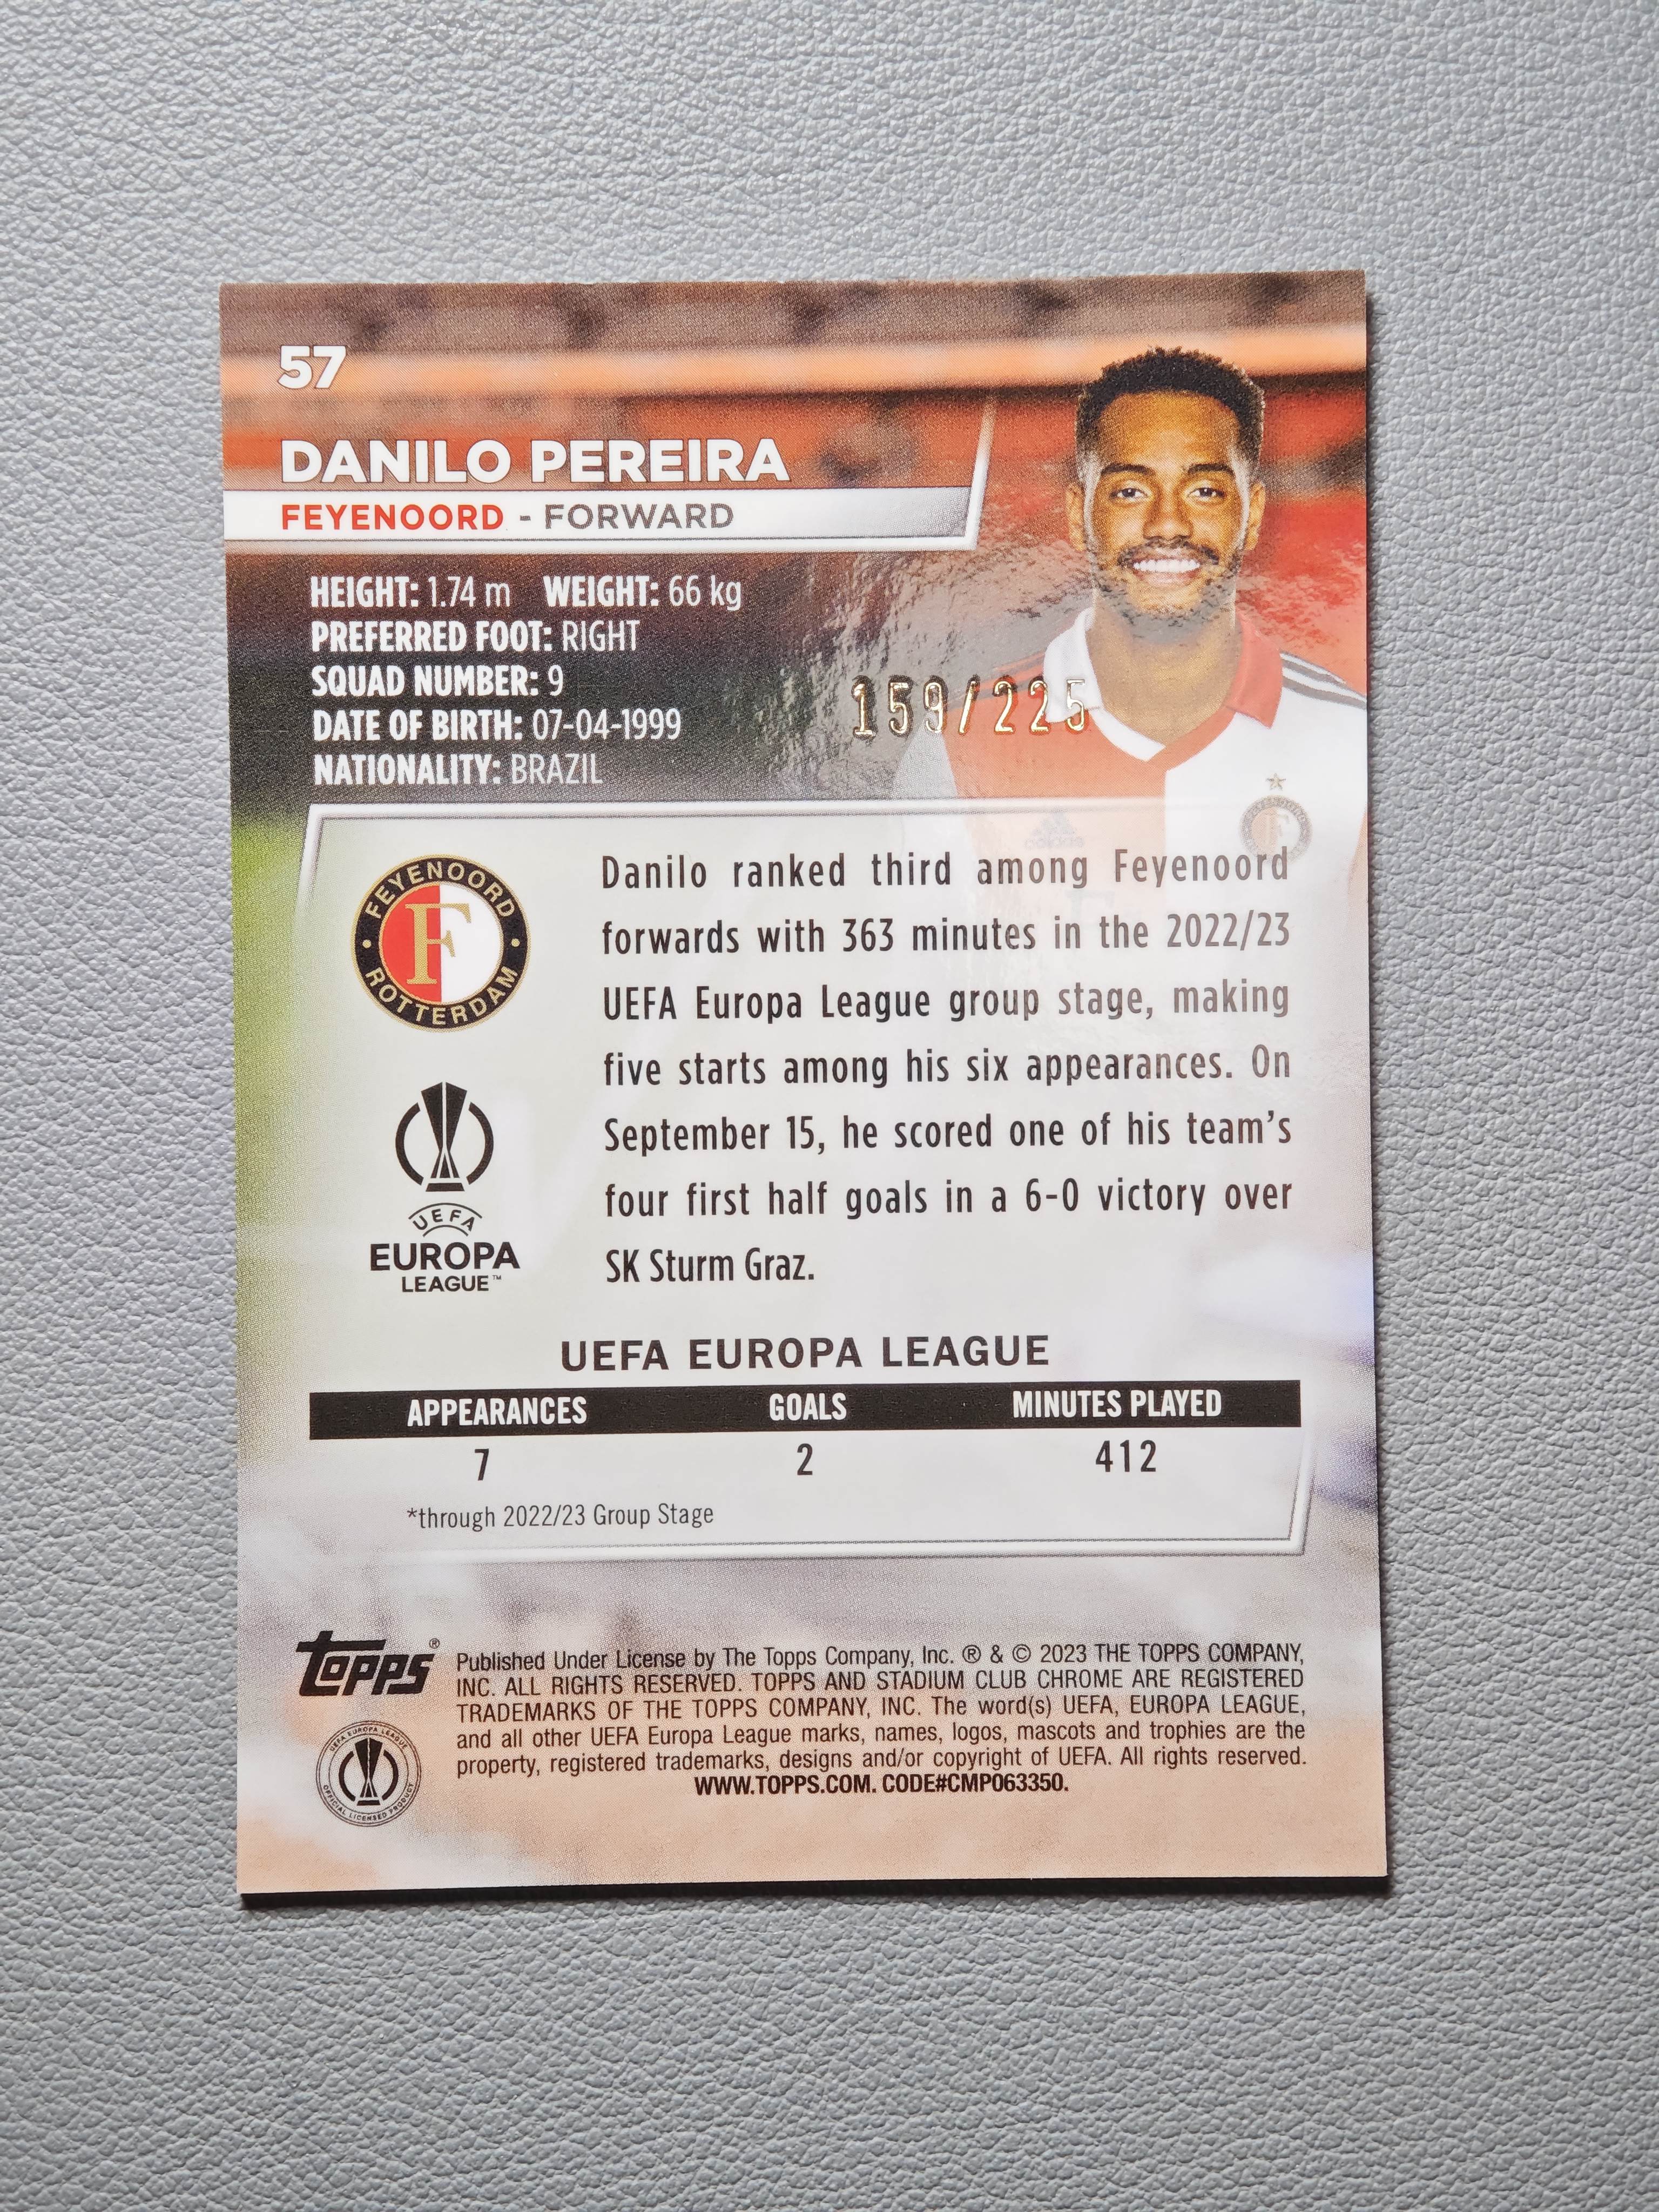 57
DANILO PEREIRA
FEYENOORD - FORWARD
HEIGHT: 1.74 m WEIGHT: 66 kg
PREFERRED FOOT: RIGHT
SQUAD NUMBER: 9
159/225
DATE OF BIRTH: 07-04-1999
NATIONALITY: BRAZIL
FEYENOORD
F
ROTTERDAM
Danilo ranked third among Feyenoord
forwards with 363 minutes in the 2022/23
UEFA Europa League group stage, making
five starts among his six appearances. On
September 15, he scored one of his team's
four first half goals in a 6-0 victory over
SK Sturm Graz.
UEFA
EUROPA
LEAGUE™
UEFA EUROPA LEAGUE
APPEARANCES GOALS MINUTES PLAYED
7 2 412
*through 2022/23 Group Stage
topps®
Published Under License by The Topps Company, Inc. ® & © 2023 THE TOPPS COMPANY,
INC. ALL RIGHTS RESERVED. TOPPS AND STADIUM CLUB CHROME ARE REGISTERED
TRADEMARKS OF THE TOPPS COMPANY, INC. The word(s) UEFA, EUROPA LEAGUE,
and all other UEFA Europa League marks, names, logos, mascots and trophies are the
property, registered trademarks, designs and/or copyright of UEFA. All rights reserved.
WWW.TOPPS.COM. CODE#CMP063350.
UEFA EUROPA LEAGUE
OFFICIAL LICENSED PRODUCT